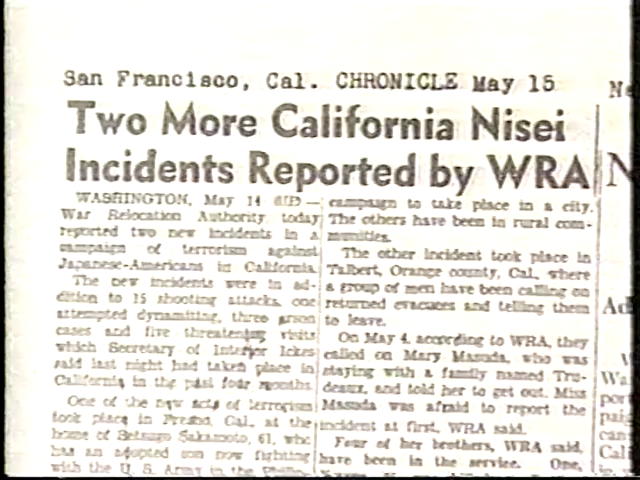 San Francisco, Cal. CHRONICLE May 15
Two More California Nisei
Incidents Reported by WRA
WASHINGTON, May 14 (UP)—
War Relocation Authority today
reported two new incidents in a
campaign of terrorism against
Japanese-Americans in California.
The new incidents were in ad-
dition to 15 shooting attacks, one
attempted dynamiting, three arson
cases and five threatening visits
which Secretary of Interior Ickes
said last night had taken place in
California in the past four months.
One of the new acts of terrorism
took place in Fresno, Cal., at the
home of Setsugo Sakamoto, 61, who
has an adopted son now fighting
with the U. S. Army in the
campaign to take place in a city.
The others have been in rural com-
munities.
The other incident took place in
Talbert, Orange county, Cal., where
a group of men have been calling on
returned evacuees and telling them
to leave.
On May 4, according to WRA, they
called on Mary Masuda, who was
staying with a family named Tru-
deaux, and told her to get out. Miss
Masuda was afraid to report the
incident at first, WRA said.
Four of her brothers, WRA said,
have been in the service. One,